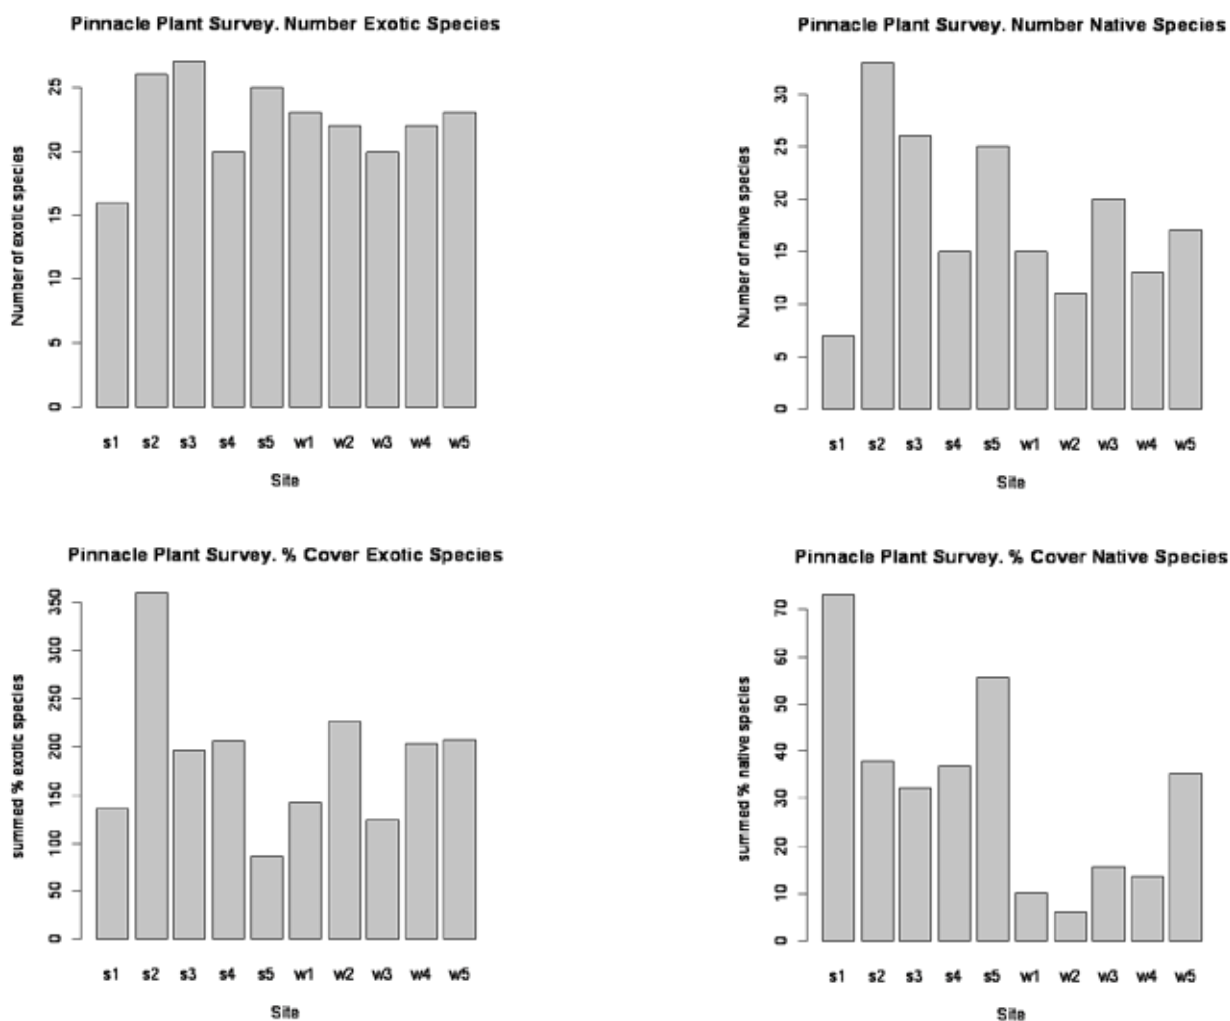 Pinnacle Plant Survey. Number Exotic Species
Number of exotic species
25
20
15
10
5
0
s1 s2 s3 s4 s5 w1 w2 w3 w4 w5
Site
Pinnacle Plant Survey. Number Native Species
Number of native species
30
25
20
15
10
5
0
s1 s2 s3 s4 s5 w1 w2 w3 w4 w5
Site
Pinnacle Plant Survey. % Cover Exotic Species
summed % exotic species
350
300
250
200
150
100
50
0
s1 s2 s3 s4 s5 w1 w2 w3 w4 w5
Site
Pinnacle Plant Survey. % Cover Native Species
summed % native species
70
60
50
40
30
20
10
0
s1 s2 s3 s4 s5 w1 w2 w3 w4 w5
Site